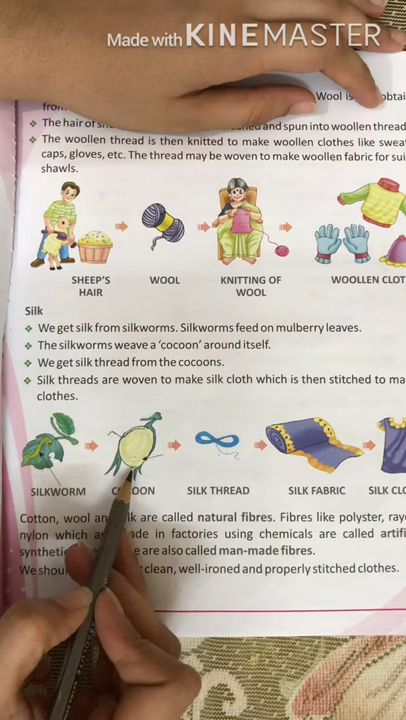 Made with KINEMASTER
Wool is obtai
from
The hair of and spun into woollen thread
The woollen thread is then knitted to make woollen clothes like swea
caps, gloves, etc. The thread may be woven to make woollen fabric for sui
shawls.
SHEEP'S HAIR
WOOL
KNITTING OF WOOL
WOOLLEN CLOT
Silk
We get silk from silkworms. Silkworms feed on mulberry leaves.
The silkworms weave a 'cocoon' around itself.
We get silk thread from the cocoons.
Silk threads are woven to make silk cloth which is then stitched to ma
clothes.
SILKWORM
COCOON
SILK THREAD
SILK FABRIC
SILK CLO
Cotton, wool an lk are called natural fibres. Fibres like polyster, ray
nylon which a de in factories using chemicals are called artifi
synthetic e are also called man-made fibres.
We shou clean, well-ironed and properly stitched clothes.